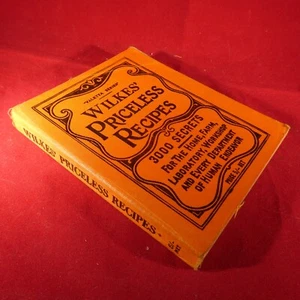 WILKES'
PRICELESS
RECIPES
3000 SECRETS
FOR THE HOME, FARM,
LABORATORY, WORKSHOP
AND EVERY DEPARTMENT
OF HUMAN ENDEAVOR
WILKES' PRICELESS RECIPES